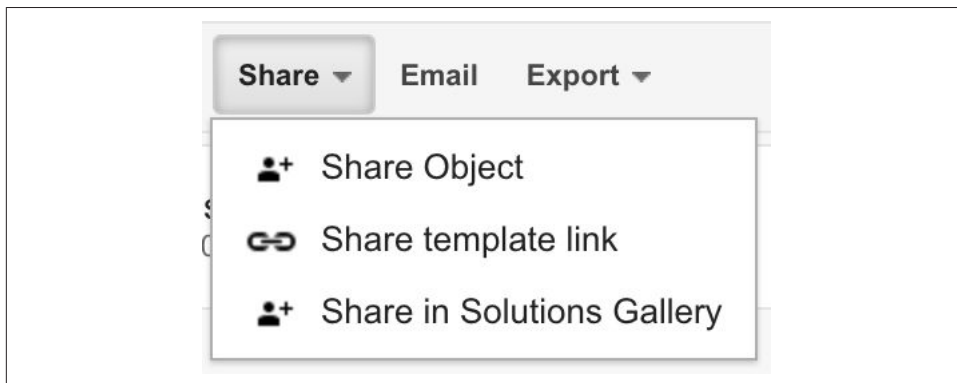 Share Email Export
Share Object
Share template link
Share in Solutions Gallery